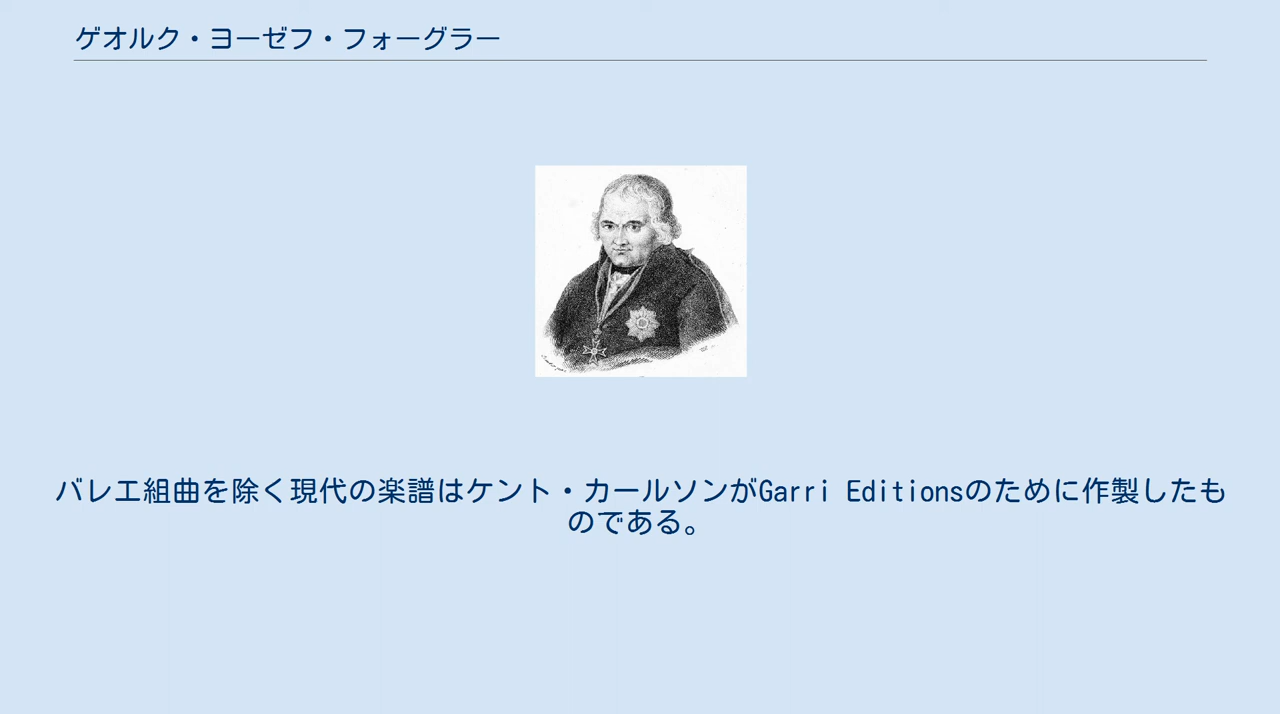 ゲオルク・ヨーゼフ・フォーグラー
バレエ組曲を除く現代の楽譜はケント・カールソンがGarri Editionsのために作製したも
のである。